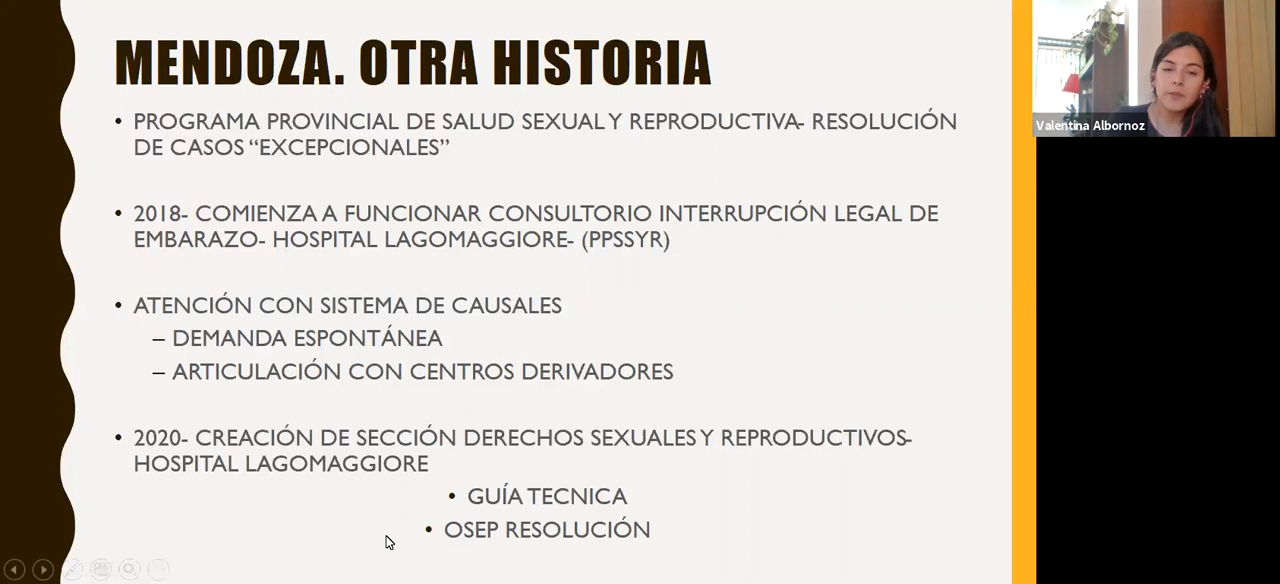 MENDOZA. OTRA HISTORIA
• PROGRAMA PROVINCIAL DE SALUD SEXUAL Y REPRODUCTIVA- RESOLUCIÓN
DE CASOS “EXCEPCIONALES”
• 2018- COMIENZA A FUNCIONAR CONSULTORIO INTERRUPCIÓN LEGAL DE
EMBARAZO- HOSPITAL LAGOMAGGIORE- (PPSSYR)
• ATENCIÓN CON SISTEMA DE CAUSALES
– DEMANDA ESPONTÁNEA
– ARTICULACIÓN CON CENTROS DERIVADORES
• 2020- CREACIÓN DE SECCIÓN DERECHOS SEXUALES Y REPRODUCTIVOS-
HOSPITAL LAGOMAGGIORE
• GUÍA TECNICA
• OSEP RESOLUCIÓN
Valentina Albornoz